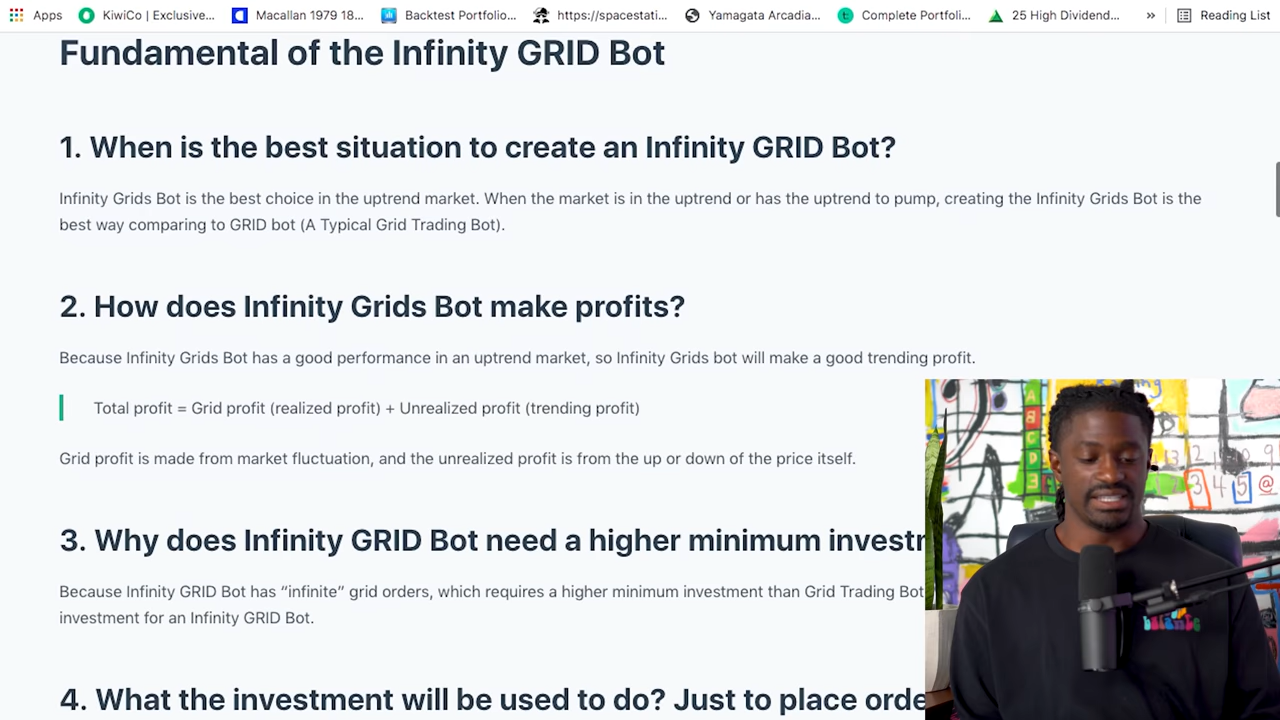 Apps KiwiCo | Exclusive... Macallan 1979 18... Backtest Portfolio... https://spacestati... Yamagata Arcadia... Complete Portfoli... 25 High Dividend... » Reading List
Fundamental of the Infinity GRID Bot
1. When is the best situation to create an Infinity GRID Bot?
Infinity Grids Bot is the best choice in the uptrend market. When the market is in the uptrend or has the uptrend to pump, creating the Infinity Grids Bot is the
best way comparing to GRID bot (A Typical Grid Trading Bot).
2. How does Infinity Grids Bot make profits?
Because Infinity Grids Bot has a good performance in an uptrend market, so Infinity Grids bot will make a good trending profit.
Total profit = Grid profit (realized profit) + Unrealized profit (trending profit)
Grid profit is made from market fluctuation, and the unrealized profit is from the up or down of the price itself.
3. Why does Infinity GRID Bot need a higher minimum investr
Because Infinity GRID Bot has “infinite” grid orders, which requires a higher minimum investment than Grid Trading Bot
investment for an Infinity GRID Bot.
4. What the investment will be used to do? Just to place orde
A
B
C
D
3 4 5 @